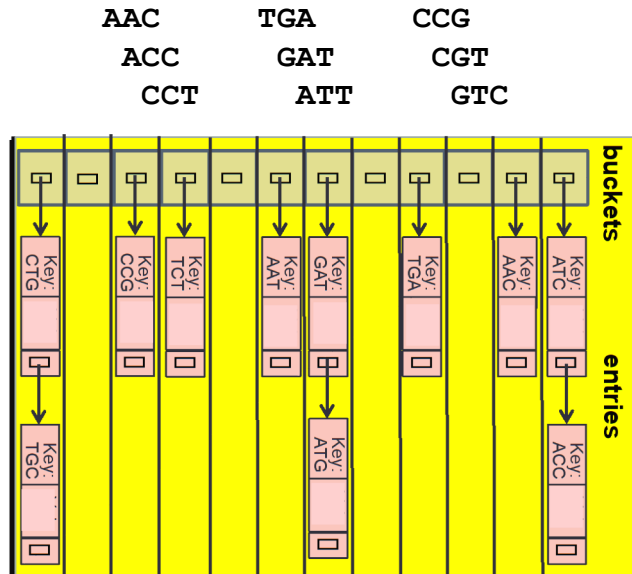 AAC TGA CCG
ACC GAT CGT
CCT ATT GTC
buckets
Key: CTG
Key: CCG
Key: TCT
Key: AAT
Key: GAT
Key: TGA
Key: AAC
Key: ATC
entries
Key: TGC
....
Key: ATG
Key: ACC